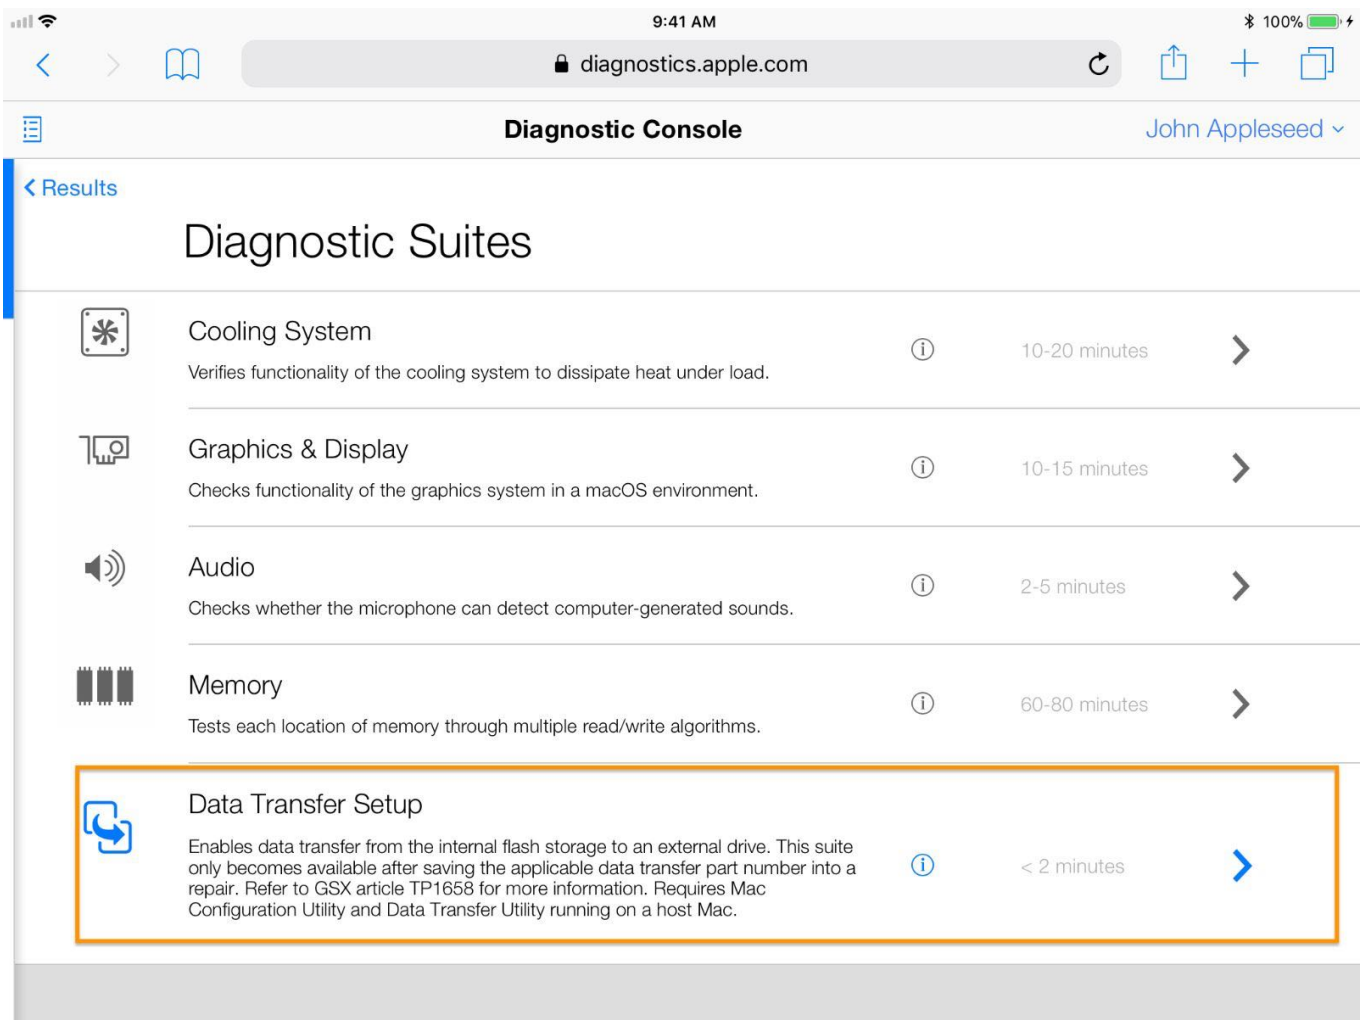 9:41 AM
100%
diagnostics.apple.com
Diagnostic Console
John Appleseed
Results
Diagnostic Suites
Cooling System
Verifies functionality of the cooling system to dissipate heat under load.
10-20 minutes
Graphics & Display
Checks functionality of the graphics system in a macOS environment.
10-15 minutes
Audio
Checks whether the microphone can detect computer-generated sounds.
2-5 minutes
Memory
Tests each location of memory through multiple read/write algorithms.
60-80 minutes
Data Transfer Setup
Enables data transfer from the internal flash storage to an external drive. This suite
only becomes available after saving the applicable data transfer part number into a
repair. Refer to GSX article TP1658 for more information. Requires Mac
Configuration Utility and Data Transfer Utility running on a host Mac.
< 2 minutes